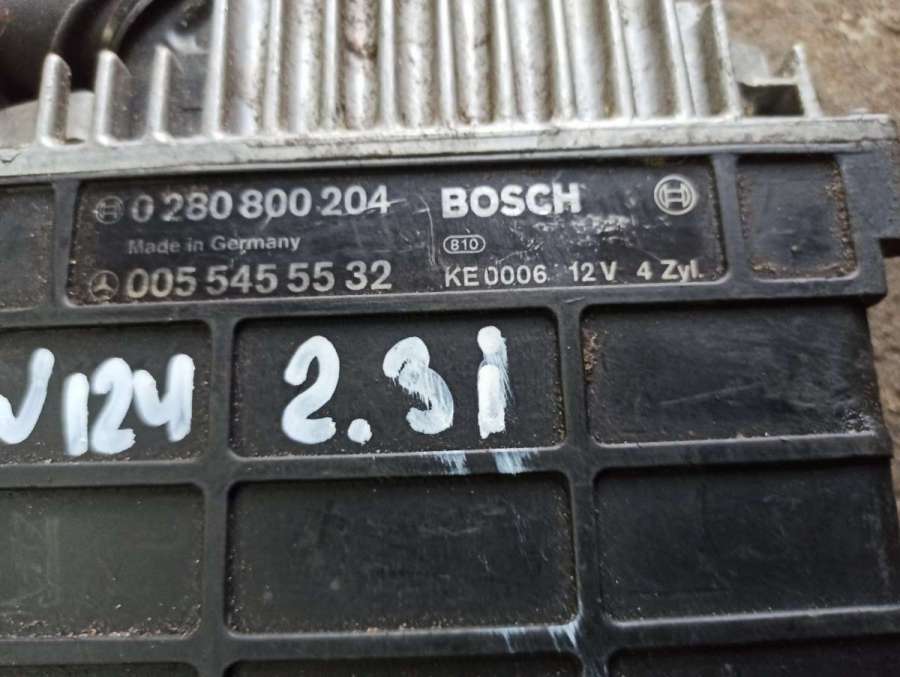 0 280 800 204 BOSCH
Made in Germany 810
005 545 55 32 KE 0006 12 V 4 Zyl.
W124 2.3i